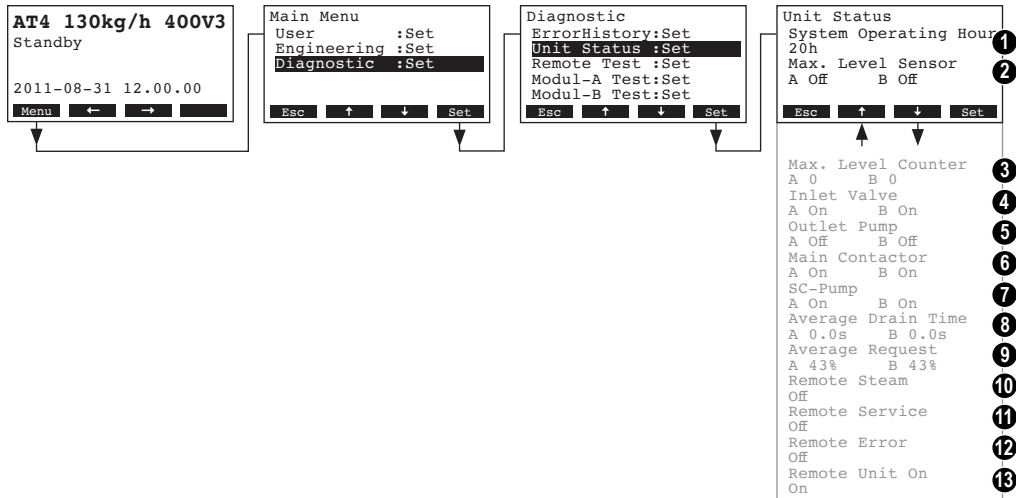 AT4 130kg/h 400V3
Standby
2011-08-31 12.00.00
Menu ← →
Main Menu
User :Set
Engineering :Set
Diagnostic :Set
Esc ↑ ↓ Set
Diagnostic
ErrorHistory:Set
Unit Status :Set
Remote Test :Set
Modul-A Test:Set
Modul-B Test:Set
Esc ↑ ↓ Set
Unit Status
System Operating Hour 1
20h
Max. Level Sensor 2
A Off B Off
Esc ↑ ↓ Set
Max. Level Counter 3
A 0 B 0
Inlet Valve 4
A On B On
Outlet Pump 5
A Off B Off
Main Contactor 6
A On B On
SC-Pump 7
A On B On
Average Drain Time 8
A 0.0s B 0.0s
Average Request 9
A 43% B 43%
Remote Steam 10
Off
Remote Service 11
Off
Remote Error 12
Off
Remote Unit On 13
On